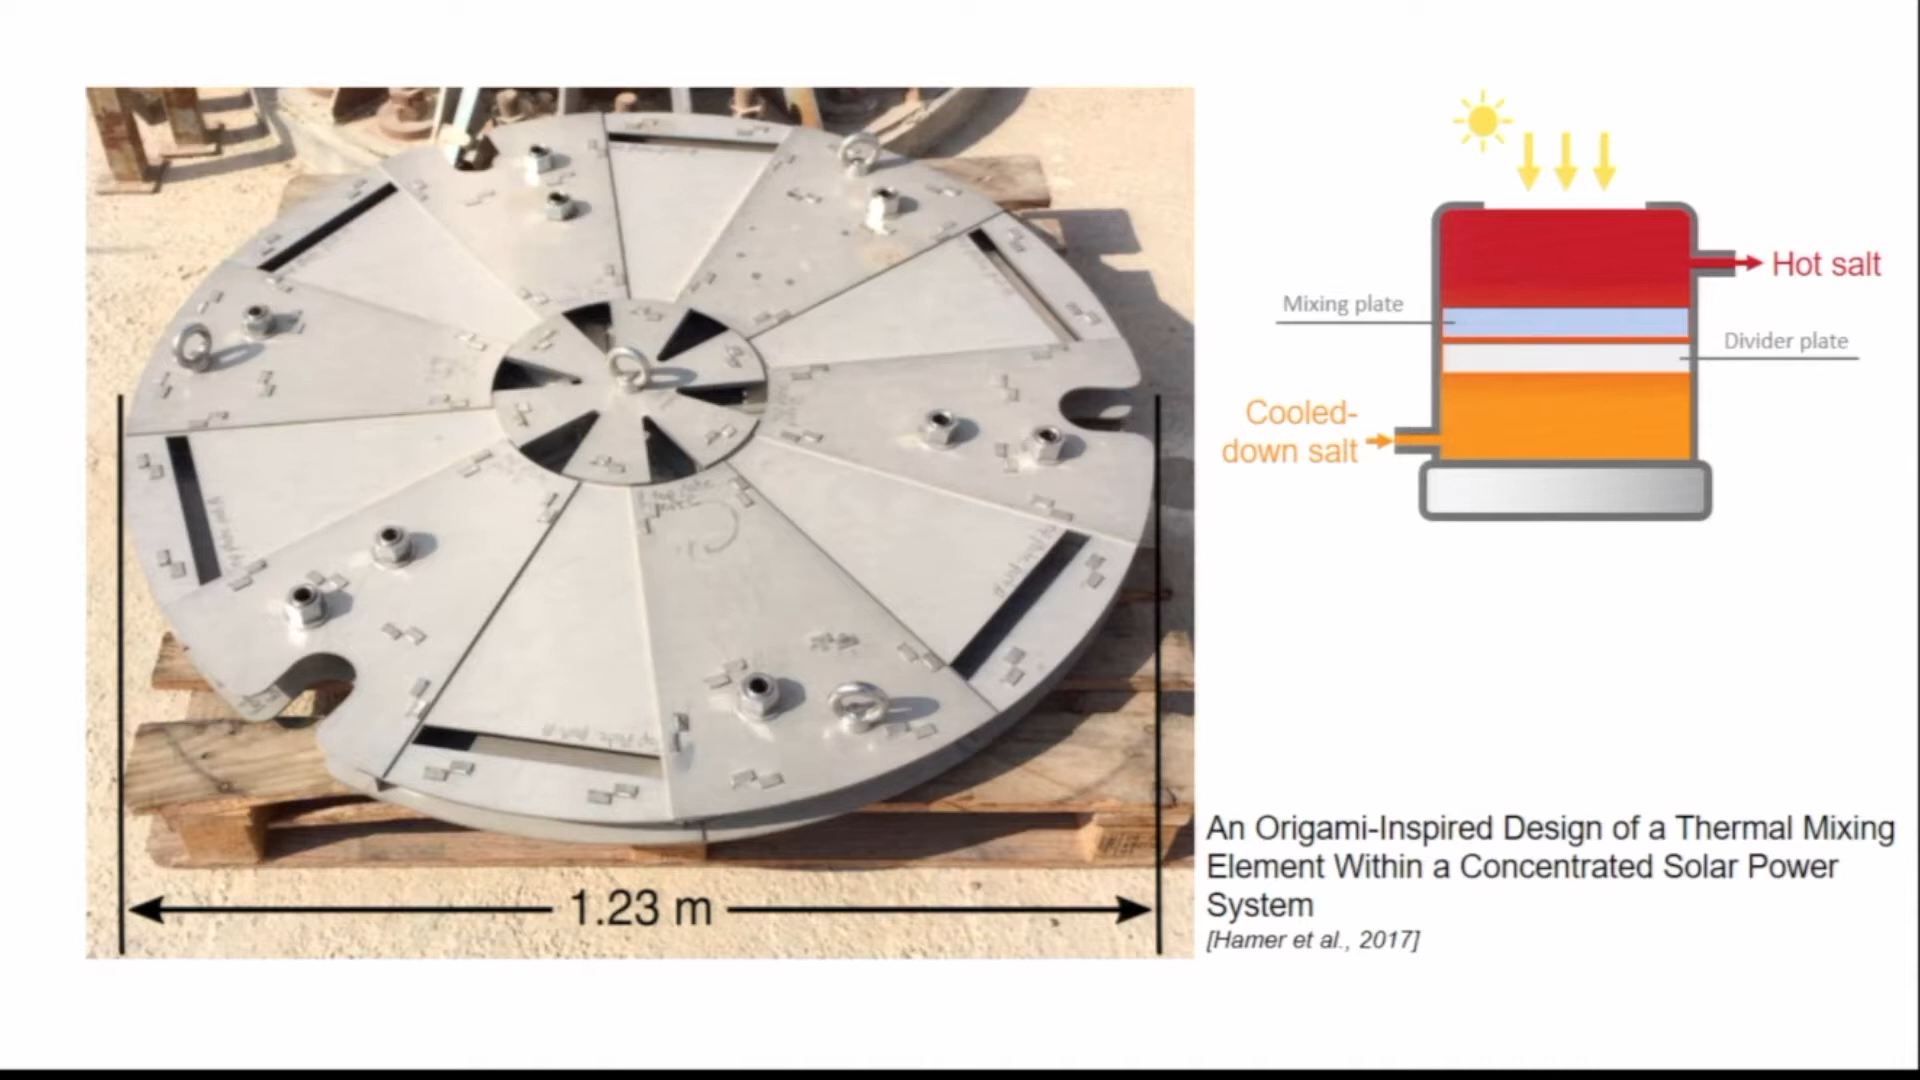 1.23 m
Hot salt
Mixing plate
Divider plate
Cooled-
down salt
An Origami-Inspired Design of a Thermal Mixing
Element Within a Concentrated Solar Power
System
[Hamer et al., 2017]